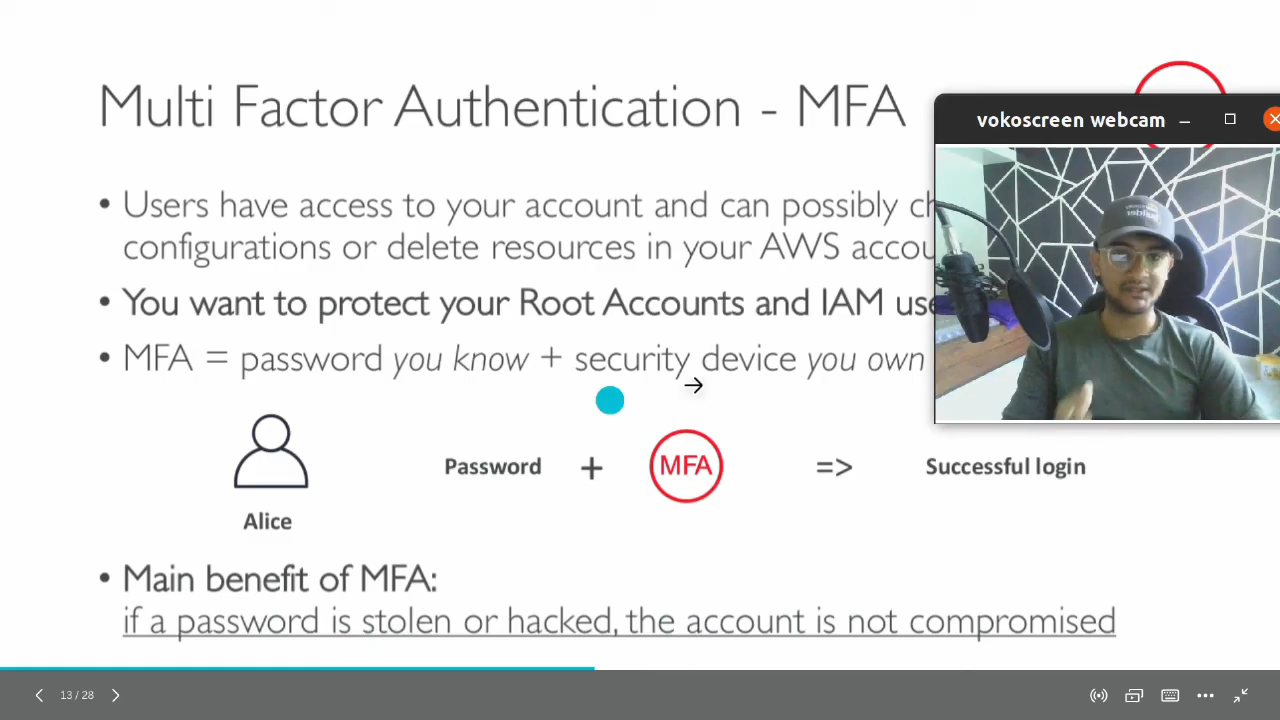 Multi Factor Authentication - MFA
vokoscreen webcam
• Users have access to your account and can possibly
configurations or delete resources in your AWS
• You want to protect your Root Accounts and IAM
• MFA = password you know + security device you own
Password + MFA => Successful login
Alice
• Main benefit of MFA:
if a password is stolen or hacked, the account is not compromised
13 / 28